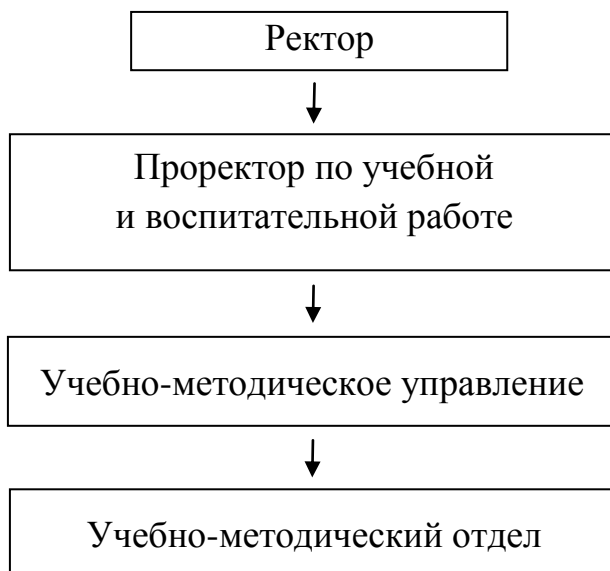 Ректор
Проректор по учебной
и воспитательной работе
Учебно-методическое управление
Учебно-методический отдел